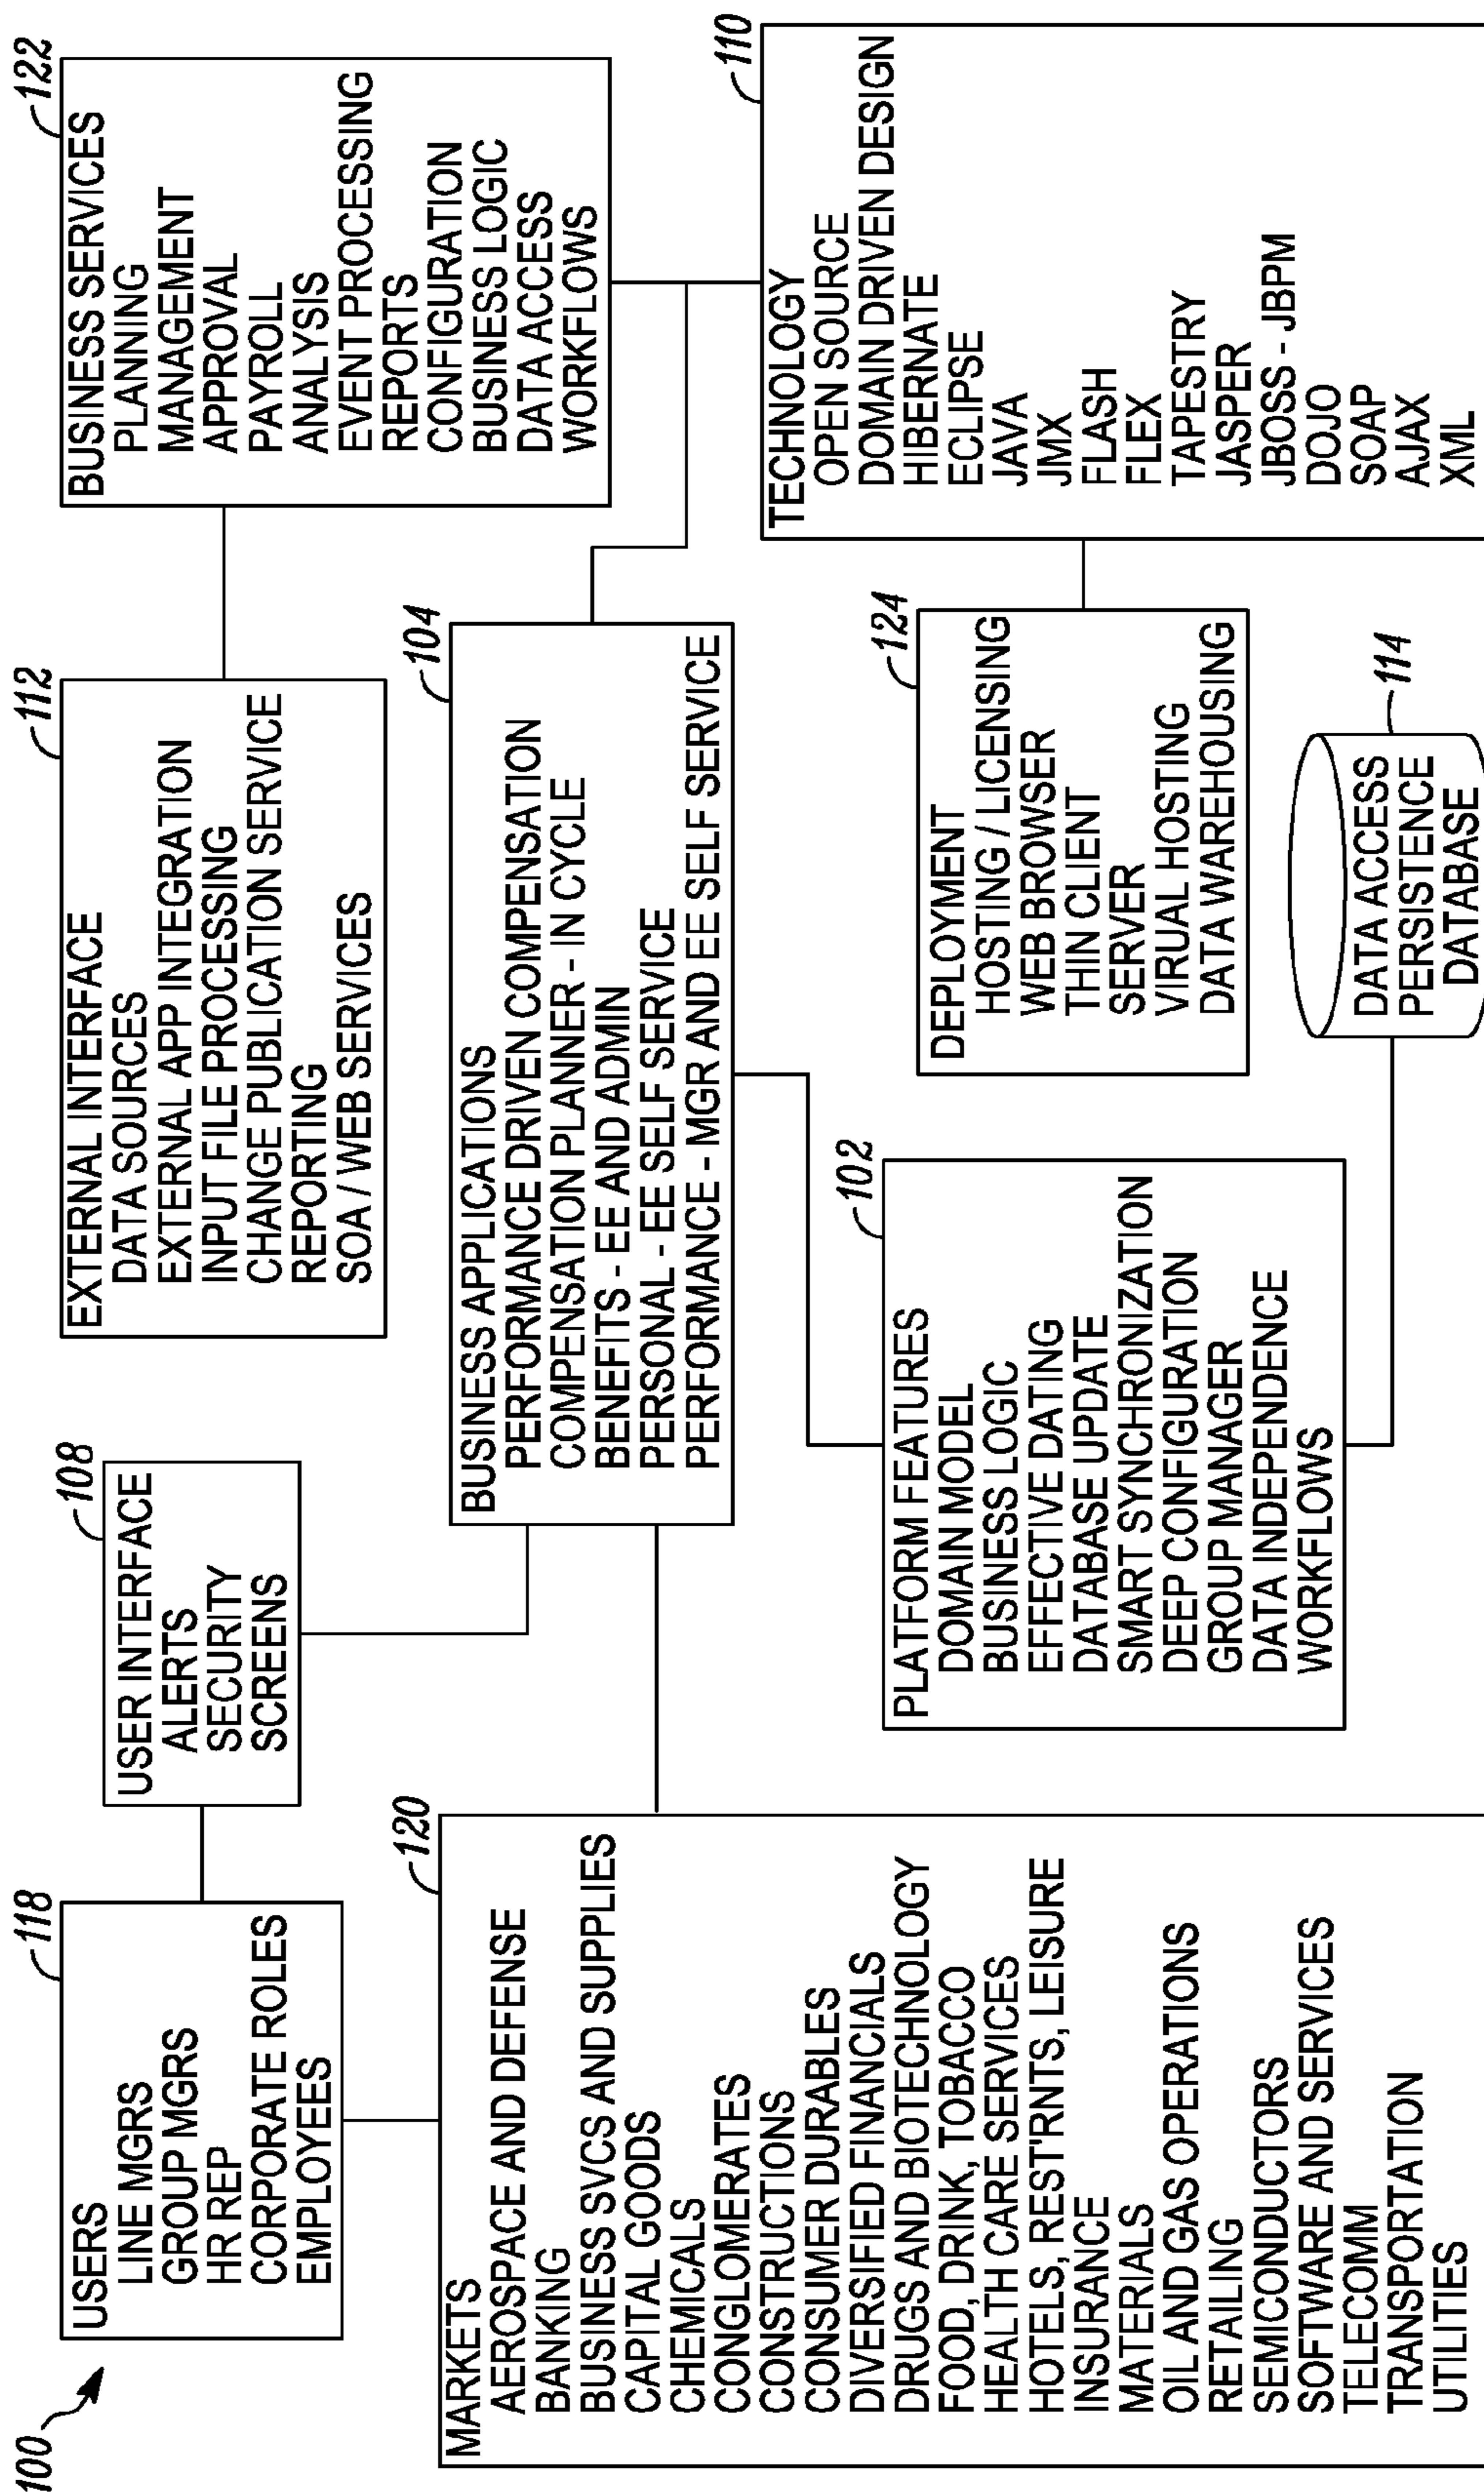 100
118
USERS
LINE MGRS
GROUP MGRS
HR REP
CORPORATE ROLES
EMPLOYEES
108
USER INTERFACE
ALERTS
SECURITY
SCREENS
112
EXTERNAL INTERFACE
DATA SOURCES
EXTERNAL APP INTEGRATION
INPUT FILE PROCESSING
CHANGE PUBLICATION SERVICE
REPORTING
SOA / WEB SERVICES
122
BUSINESS SERVICES
PLANNING
MANAGEMENT
APPROVAL
PAYROLL
ANALYSIS
EVENT PROCESSING
REPORTS
CONFIGURATION
BUSINESS LOGIC
DATA ACCESS
WORKFLOWS
120
MARKETS
AEROSPACE AND DEFENSE
BANKING
BUSINESS SVCS AND SUPPLIES
CAPITAL GOODS
CHEMICALS
CONGLOMERATES
CONSTRUCTIONS
CONSUMER DURABLES
DIVERSIFIED FINANCIALS
DRUGS AND BIOTECHNOLOGY
FOOD, DRINK, TOBACCO
HEALTH CARE SERVICES
HOTELS, REST'RNTS, LEISURE
INSURANCE
MATERIALS
OIL AND GAS OPERATIONS
RETAILING
SEMICONDUCTORS
SOFTWARE AND SERVICES
TELECOMM
TRANSPORTATION
UTILITIES
104
BUSINESS APPLICATIONS
PERFORMANCE DRIVEN COMPENSATION
COMPENSATION PLANNER - IN CYCLE
BENEFITS - EE AND ADMIN
PERSONAL - EE SELF SERVICE
PERFORMANCE - MGR AND EE SELF SERVICE
102
PLATFORM FEATURES
DOMAIN MODEL
BUSINESS LOGIC
EFFECTIVE DATING
DATABASE UPDATE
SMART SYNCHRONIZATION
DEEP CONFIGURATION
GROUP MANAGER
DATA INDEPENDENCE
WORKFLOWS
124
DEPLOYMENT
HOSTING / LICENSING
WEB BROWSER
THIN CLIENT
SERVER
VIRUAL HOSTING
DATA WAREHOUSING
114
DATA ACCESS
PERSISTENCE
DATABASE
110
TECHNOLOGY
OPEN SOURCE
DOMAIN DRIVEN DESIGN
HIBERNATE
ECLIPSE
JAVA
JMX
FLASH
FLEX
TAPESTRY
JASPER
JBOSS - JBPM
DOJO
SOAP
AJAX
XML